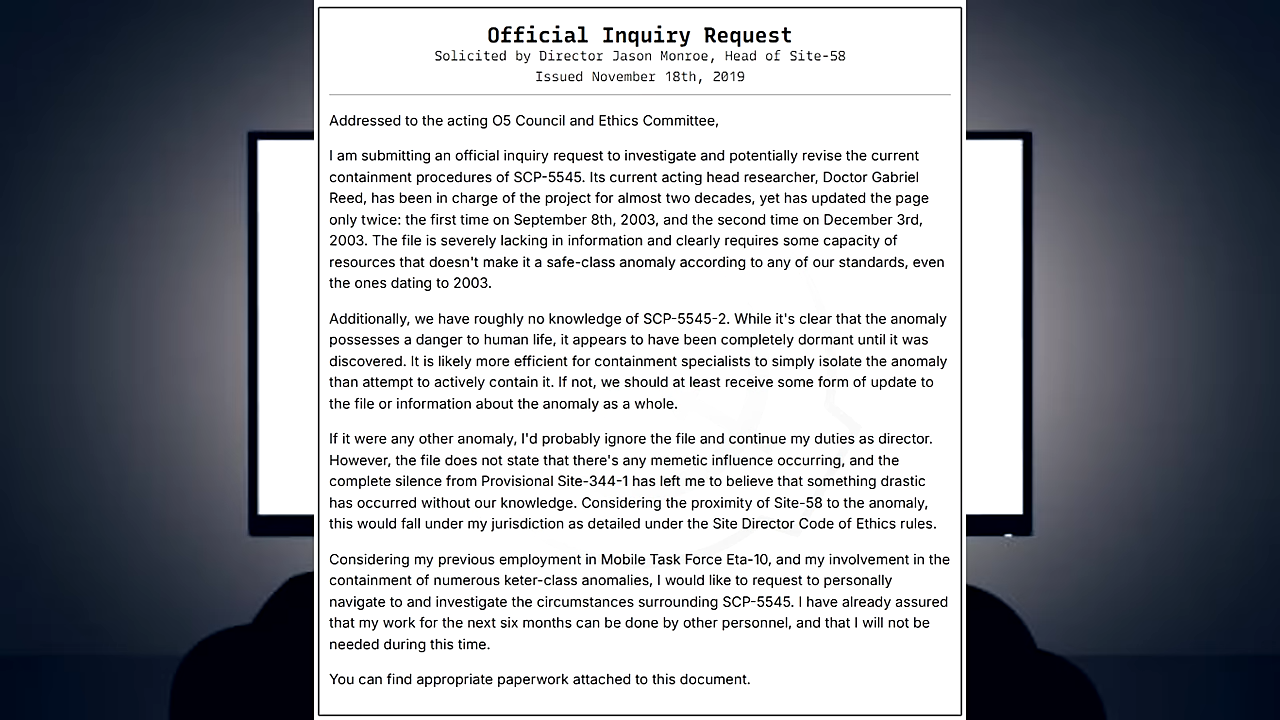 Official Inquiry Request
Solicited by Director Jason Monroe, Head of Site-58
Issued November 18th, 2019
Addressed to the acting O5 Council and Ethics Committee,
I am submitting an official inquiry request to investigate and potentially revise the current
containment procedures of SCP-5545. Its current acting head researcher, Doctor Gabriel
Reed, has been in charge of the project for almost two decades, yet has updated the page
only twice: the first time on September 8th, 2003, and the second time on December 3rd,
2003. The file is severely lacking in information and clearly requires some capacity of
resources that doesn't make it a safe-class anomaly according to any of our standards, even
the ones dating to 2003.
Additionally, we have roughly no knowledge of SCP-5545-2. While it's clear that the anomaly
possesses a danger to human life, it appears to have been completely dormant until it was
discovered. It is likely more efficient for containment specialists to simply isolate the anomaly
than attempt to actively contain it. If not, we should at least receive some form of update to
the file or information about the anomaly as a whole.
If it were any other anomaly, I'd probably ignore the file and continue my duties as director.
However, the file does not state that there's any memetic influence occurring, and the
complete silence from Provisional Site-344-1 has left me to believe that something drastic
has occurred without our knowledge. Considering the proximity of Site-58 to the anomaly,
this would fall under my jurisdiction as detailed under the Site Director Code of Ethics rules.
Considering my previous employment in Mobile Task Force Eta-10, and my involvement in the
containment of numerous keter-class anomalies, I would like to request to personally
navigate to and investigate the circumstances surrounding SCP-5545. I have already assured
that my work for the next six months can be done by other personnel, and that I will not be
needed during this time.
You can find appropriate paperwork attached to this document.